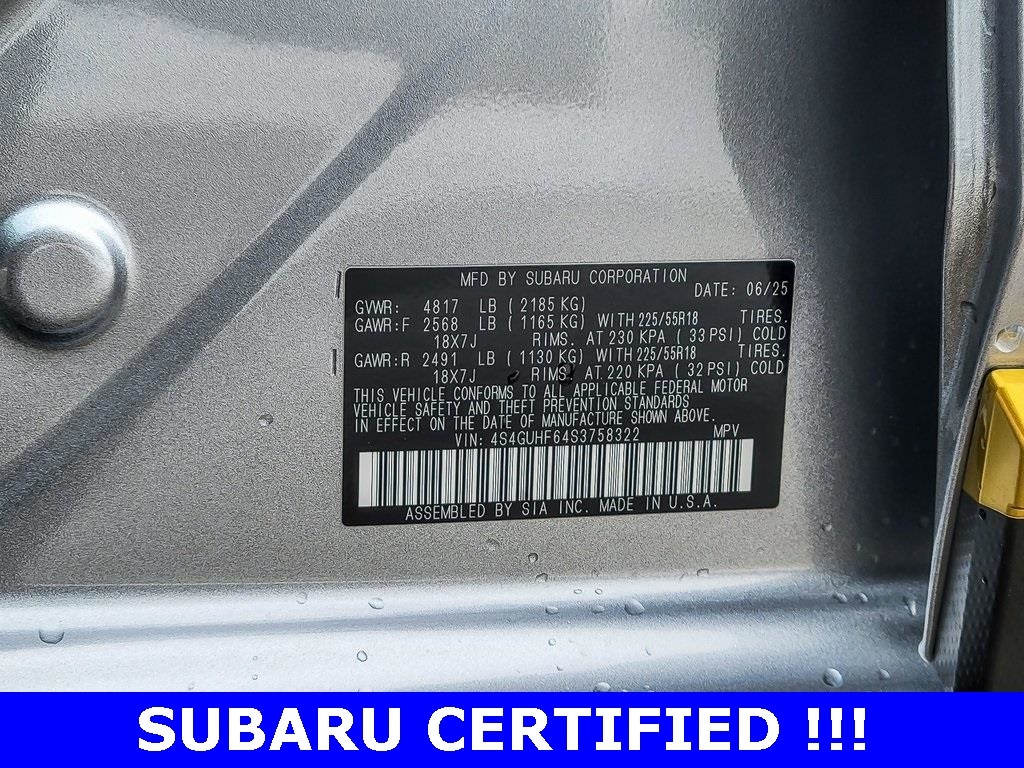 MFD BY SUBARU CORPORATION
DATE: 06/25
GVWR: 4817 LB ( 2185 KG)
GAWR:F 2568 LB ( 1165 KG) WITH 225/55R18 TIRES.
18X7J RIMS. AT 230 KPA ( 33 PSI) COLD
GAWR:R 2491 LB ( 1130 KG) WITH 225/55R18 TIRES.
18X7J RIMS. AT 220 KPA ( 32 PSI) COLD
THIS VEHICLE CONFORMS TO ALL APPLICABLE FEDERAL MOTOR
VEHICLE SAFETY AND THEFT PREVENTION STANDARDS
IN EFFECT ON THE DATE OF MANUFACTURE SHOWN ABOVE.
VIN: 4S4GUHF64S3758322 MPV
ASSEMBLED BY SIA INC. MADE IN U.S.A.
SUBARU CERTIFIED !!!